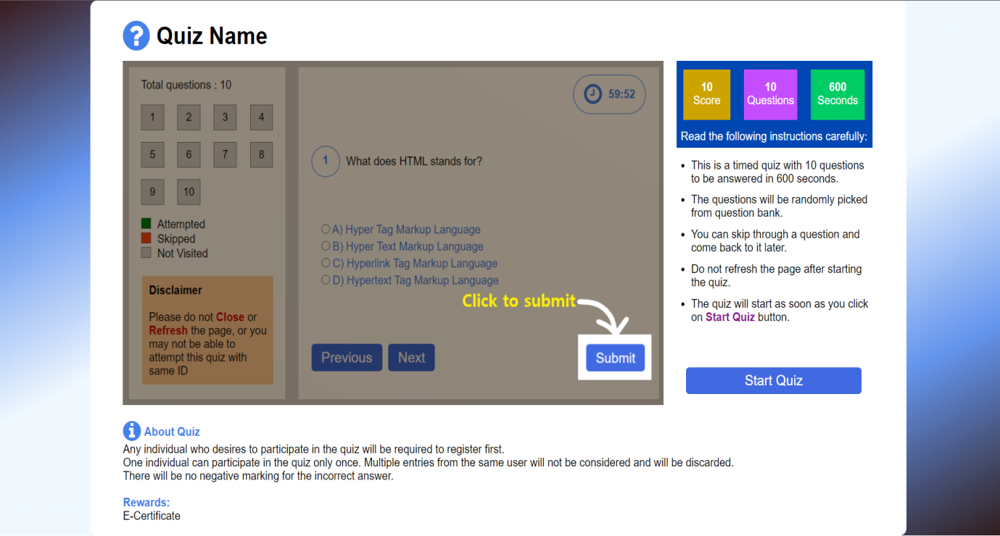 Quiz Name
Total questions : 10
1 2 3 4
5 6 7 8
9 10
Attempted
Skipped
Not Visited
Disclaimer
Please do not Close or
Refresh the page, or you
may not be able to
attempt this quiz with
same ID
59:52
1 What does HTML stands for?
A) Hyper Tag Markup Language
B) Hyper Text Markup Language
C) Hyperlink Tag Markup Language
D) Hypertext Tag Markup Language
Click to submit
Previous Next Submit
10 10 600
Score Questions Seconds
Read the following instructions carefully:
• This is a timed quiz with 10 questions
to be answered in 600 seconds.
• The questions will be randomly picked
from question bank.
• You can skip through a question and
come back to it later.
• Do not refresh the page after starting
the quiz.
• The quiz will start as soon as you click
on Start Quiz button.
Start Quiz
About Quiz
Any individual who desires to participate in the quiz will be required to register first.
One individual can participate in the quiz only once. Multiple entries from the same user will not be considered and will be discarded.
There will be no negative marking for the incorrect answer.
Rewards:
E-Certificate